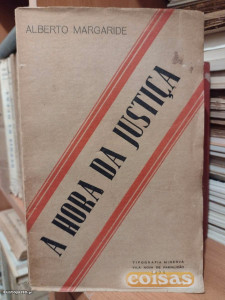 ALBERTO MARGARIDE
A HORA DA JUSTIÇA
TIPOGRAFIA MINERVA
coisas